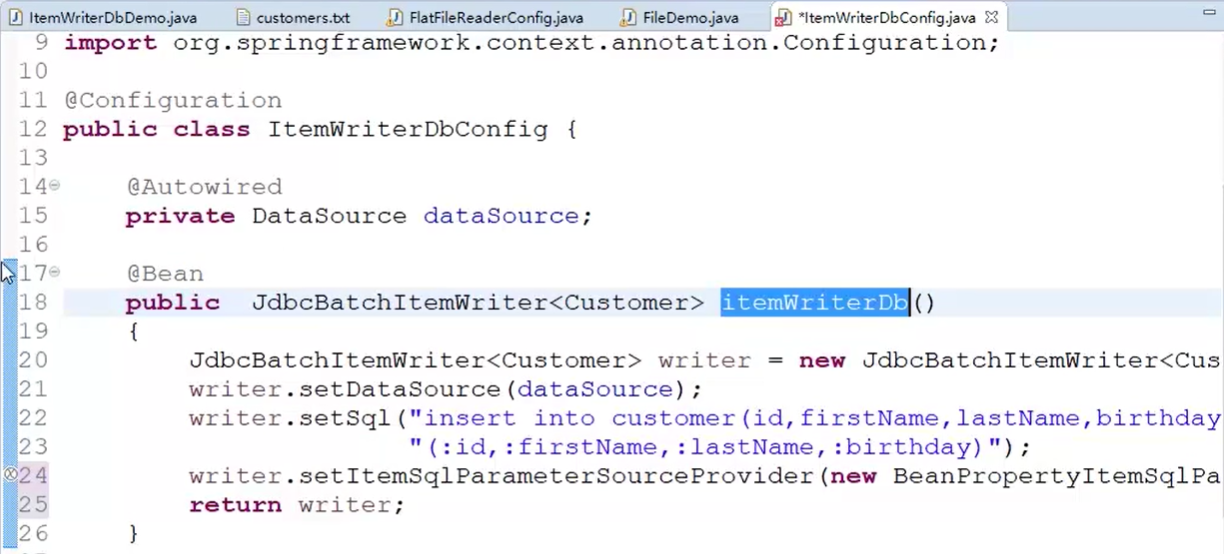 ItemWriterDbDemo.java customers.txt FlatFileReaderConfig.java FileDemo.java *ItemWriterDbConfig.java
9 import org.springframework.context.annotation.Configuration;
10
11 @Configuration
12 public class ItemWriterDbConfig {
13
14 @Autowired
15 private DataSource dataSource;
16
17 @Bean
18 public JdbcBatchItemWriter<Customer> itemWriterDb()
19 {
20 JdbcBatchItemWriter<Customer> writer = new JdbcBatchItemWriter<Cus
21 writer.setDataSource(dataSource);
22 writer.setSql("insert into customer(id,firstName,lastName,birthday
23 "(:id,:firstName,:lastName,:birthday)");
24 writer.setItemSqlParameterSourceProvider(new BeanPropertyItemSqlPa
25 return writer;
26 }